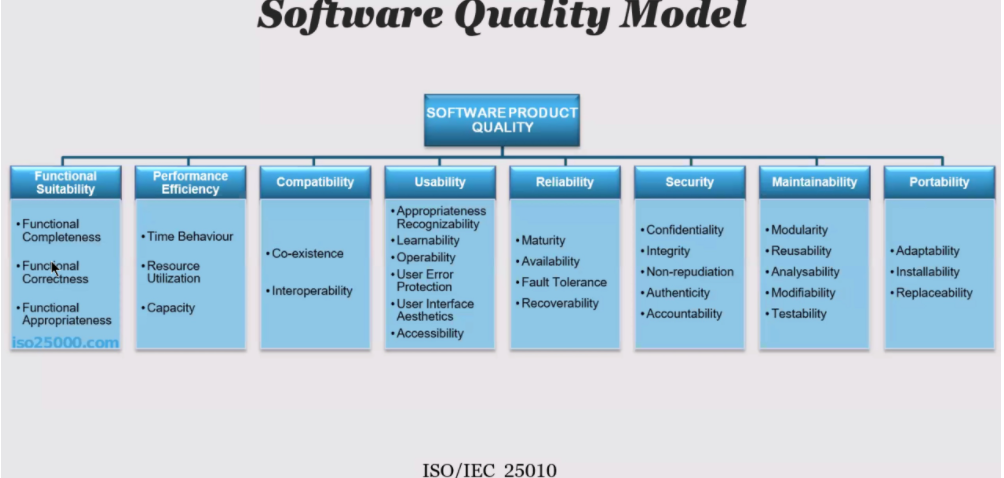 Software Quality Model
SOFTWARE PRODUCT
QUALITY
Functional
Suitability
• Functional
Completeness
• Functional
Correctness
• Functional
Appropriateness
iso25000.com
Performance
Efficiency
• Time Behaviour
• Resource
Utilization
• Capacity
Compatibility
• Co-existence
• Interoperability
Usability
• Appropriateness
Recognizability
• Learnability
• Operability
• User Error
Protection
• User Interface
Aesthetics
• Accessibility
Reliability
• Maturity
• Availability
• Fault Tolerance
• Recoverability
Security
• Confidentiality
• Integrity
• Non-repudiation
• Authenticity
• Accountability
Maintainability
• Modularity
• Reusability
• Analysability
• Modifiability
• Testability
Portability
• Adaptability
• Installability
• Replaceability
ISO/IEC 25010